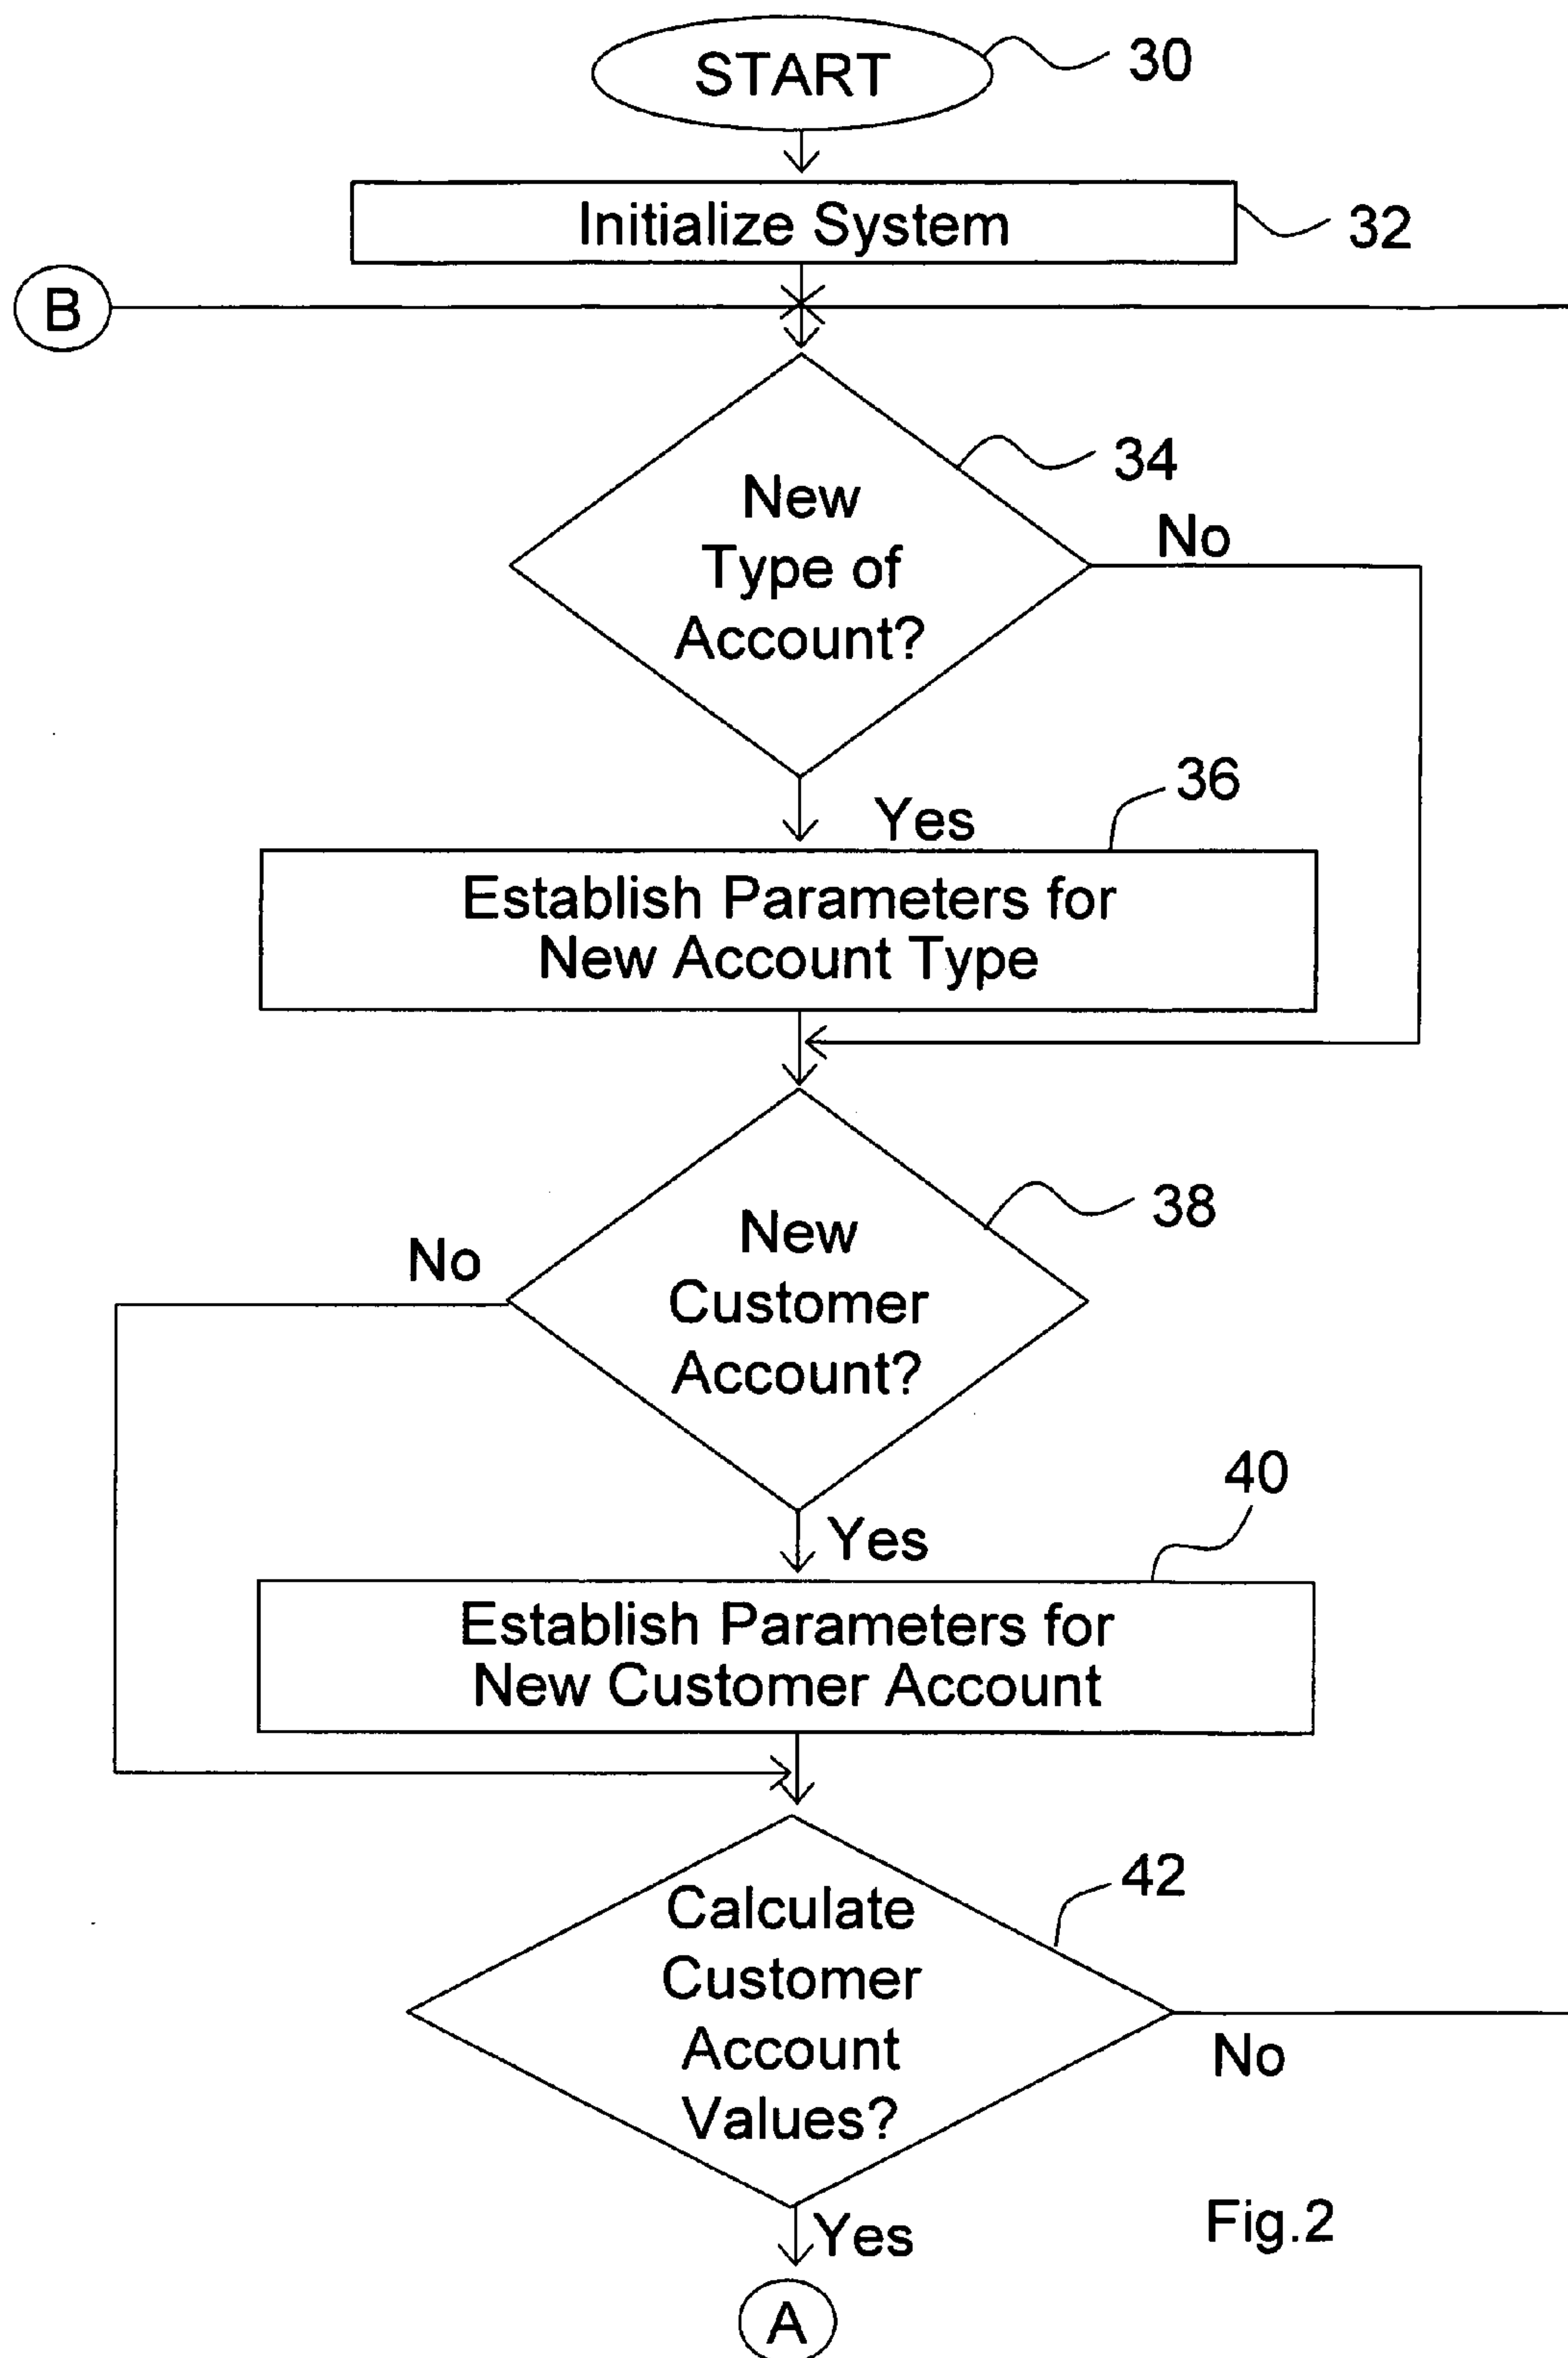 START
30
Initialize System
32
B
34
New
Type of
Account?
No
36
Yes
Establish Parameters for
New Account Type
38
No
New
Customer
Account?
40
Yes
Establish Parameters for
New Customer Account
42
Calculate
Customer
Account
Values?
No
Yes
Fig.2
A